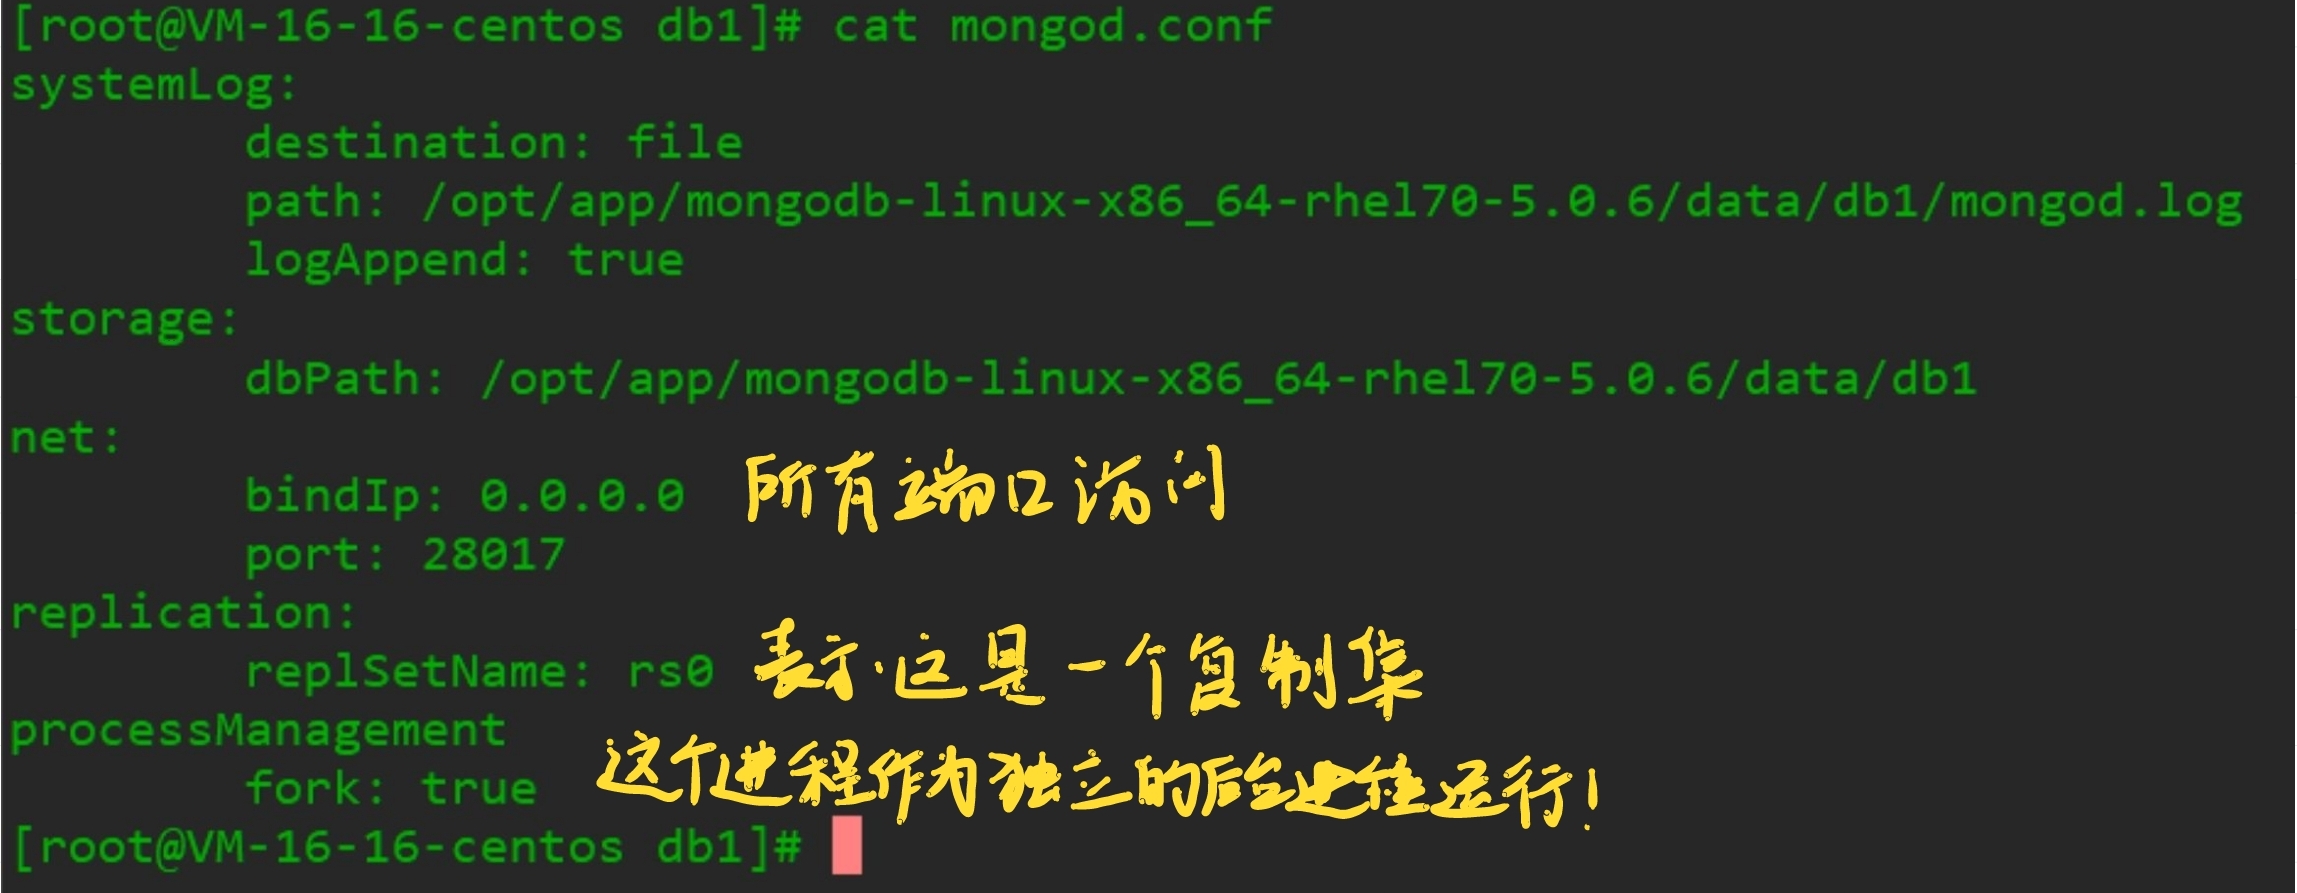 [root@VM-16-16-centos db1]# cat mongod.conf
systemLog:
destination: file
path: /opt/app/mongodb-linux-x86_64-rhel70-5.0.6/data/db1/mongod.log
logAppend: true
storage:
dbPath: /opt/app/mongodb-linux-x86_64-rhel70-5.0.6/data/db1
net:
bindIp: 0.0.0.0 所有端口访问
port: 28017
replication:
replSetName: rs0 表示这是一个复制集
processManagement
fork: true 这个进程作为独立的后台进程运行!
[root@VM-16-16-centos db1]#